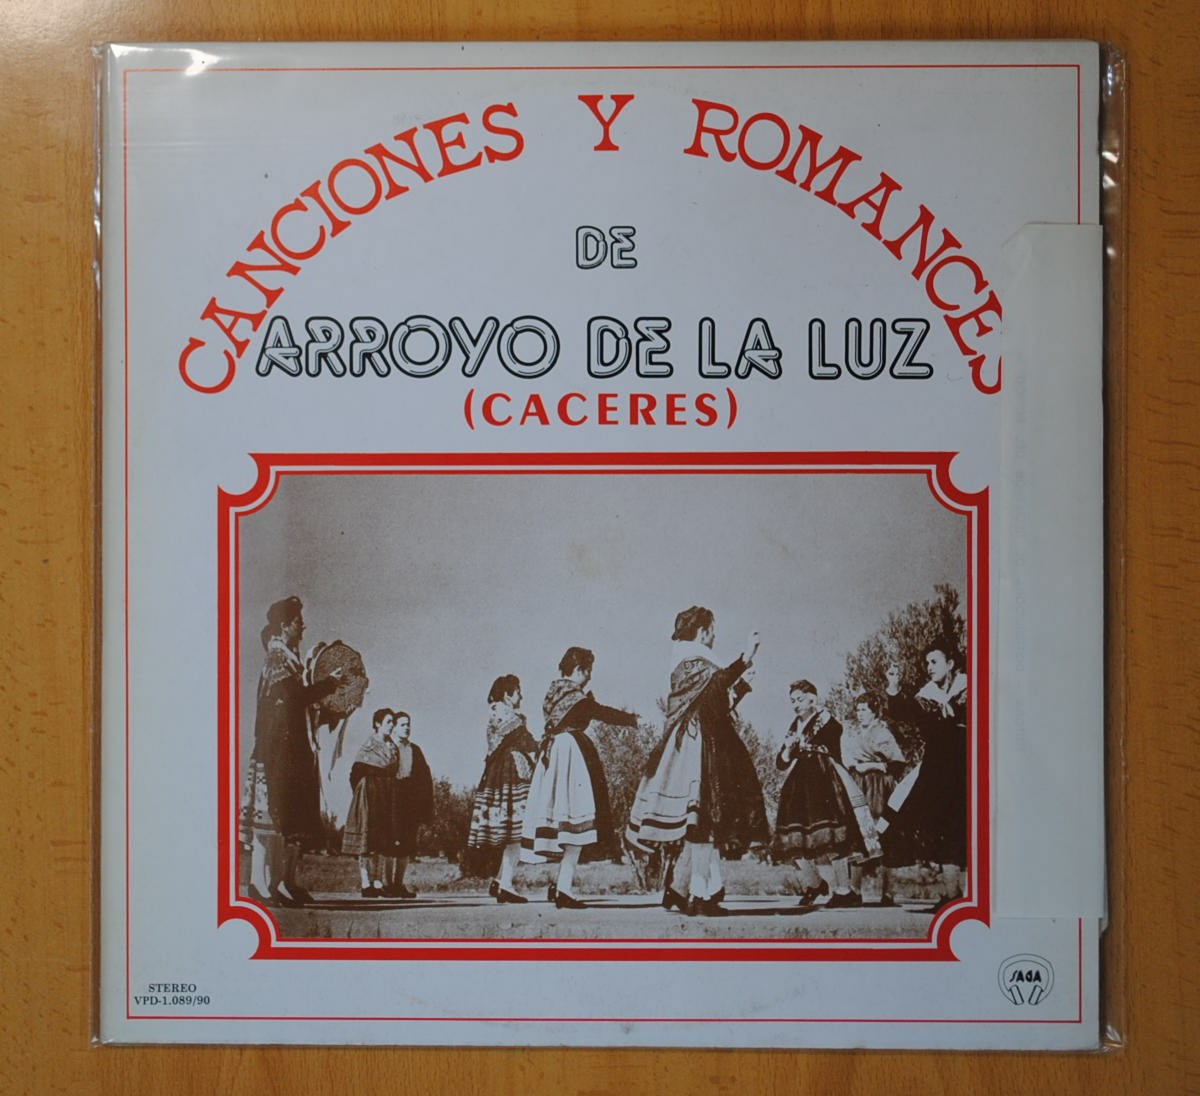 CANCIONES Y ROMANCES
DE
ARROYO DE LA LUZ
(CACERES)
STEREO
VPD-1.089/90
SAGA